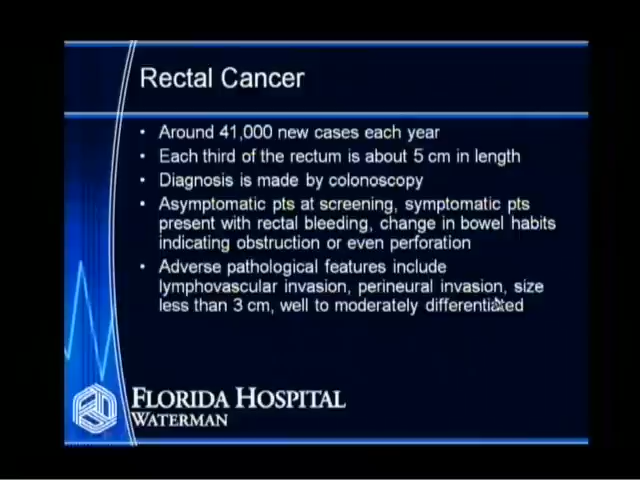 Rectal Cancer
• Around 41,000 new cases each year
• Each third of the rectum is about 5 cm in length
• Diagnosis is made by colonoscopy
• Asymptomatic pts at screening, symptomatic pts
present with rectal bleeding, change in bowel habits
indicating obstruction or even perforation
• Adverse pathological features include
lymphovascular invasion, perineural invasion, size
less than 3 cm, well to moderately differentiated
FLORIDA HOSPITAL
WATERMAN